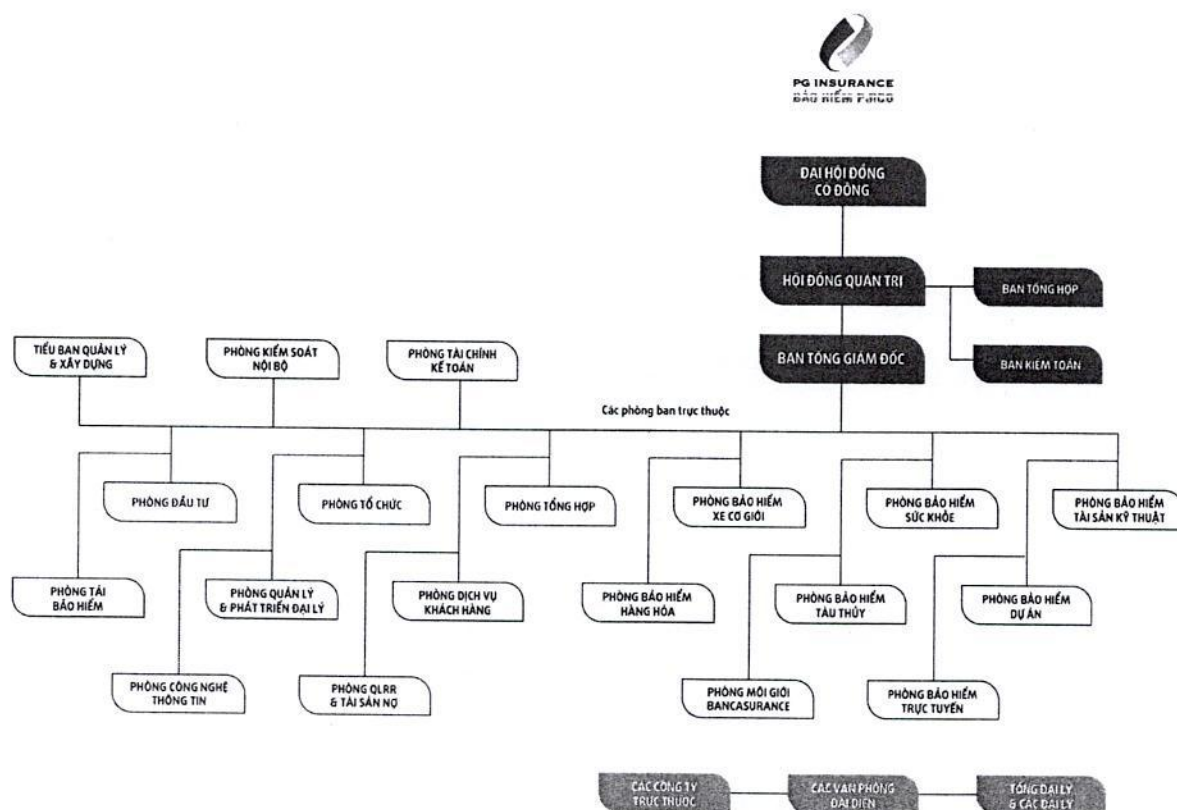 PG INSURANCE
BẢO HIỂM PJICO
ĐẠI HỘI ĐỒNG
CỔ ĐÔNG
HỘI ĐỒNG QUẢN TRỊ
BAN TỔNG HỢP
TIỂU BAN QUẢN LÝ
& XÂY DỰNG
PHÒNG KIỂM SOÁT
NỘI BỘ
PHÒNG TÀI CHÍNH
KẾ TOÁN
BAN TỔNG GIÁM ĐỐC
BAN KIỂM TOÁN
Các phòng ban trực thuộc
PHÒNG ĐẦU TƯ
PHÒNG TỔ CHỨC
PHÒNG TỔNG HỢP
PHÒNG BẢO HIỂM
XE CƠ GIỚI
PHÒNG BẢO HIỂM
SỨC KHỎE
PHÒNG BẢO HIỂM
TÀI SẢN KỸ THUẬT
PHÒNG TÁI
BẢO HIỂM
PHÒNG QUẢN LÝ
& PHÁT TRIỂN ĐẠI LÝ
PHÒNG DỊCH VỤ
KHÁCH HÀNG
PHÒNG BẢO HIỂM
HÀNG HÓA
PHÒNG BẢO HIỂM
TÀU THỦY
PHÒNG BẢO HIỂM
DỰ ÁN
PHÒNG CÔNG NGHỆ
THÔNG TIN
PHÒNG QLRR
& TÀI SẢN NỢ
PHÒNG MÔI GIỚI
BANCASURANCE
PHÒNG BẢO HIỂM
TRỰC TUYẾN
CÁC CÔNG TY
TRỰC THUỘC
CÁC VĂN PHÒNG
ĐẠI DIỆN
TỔNG ĐẠI LÝ
& CÁC ĐẠI LÝ